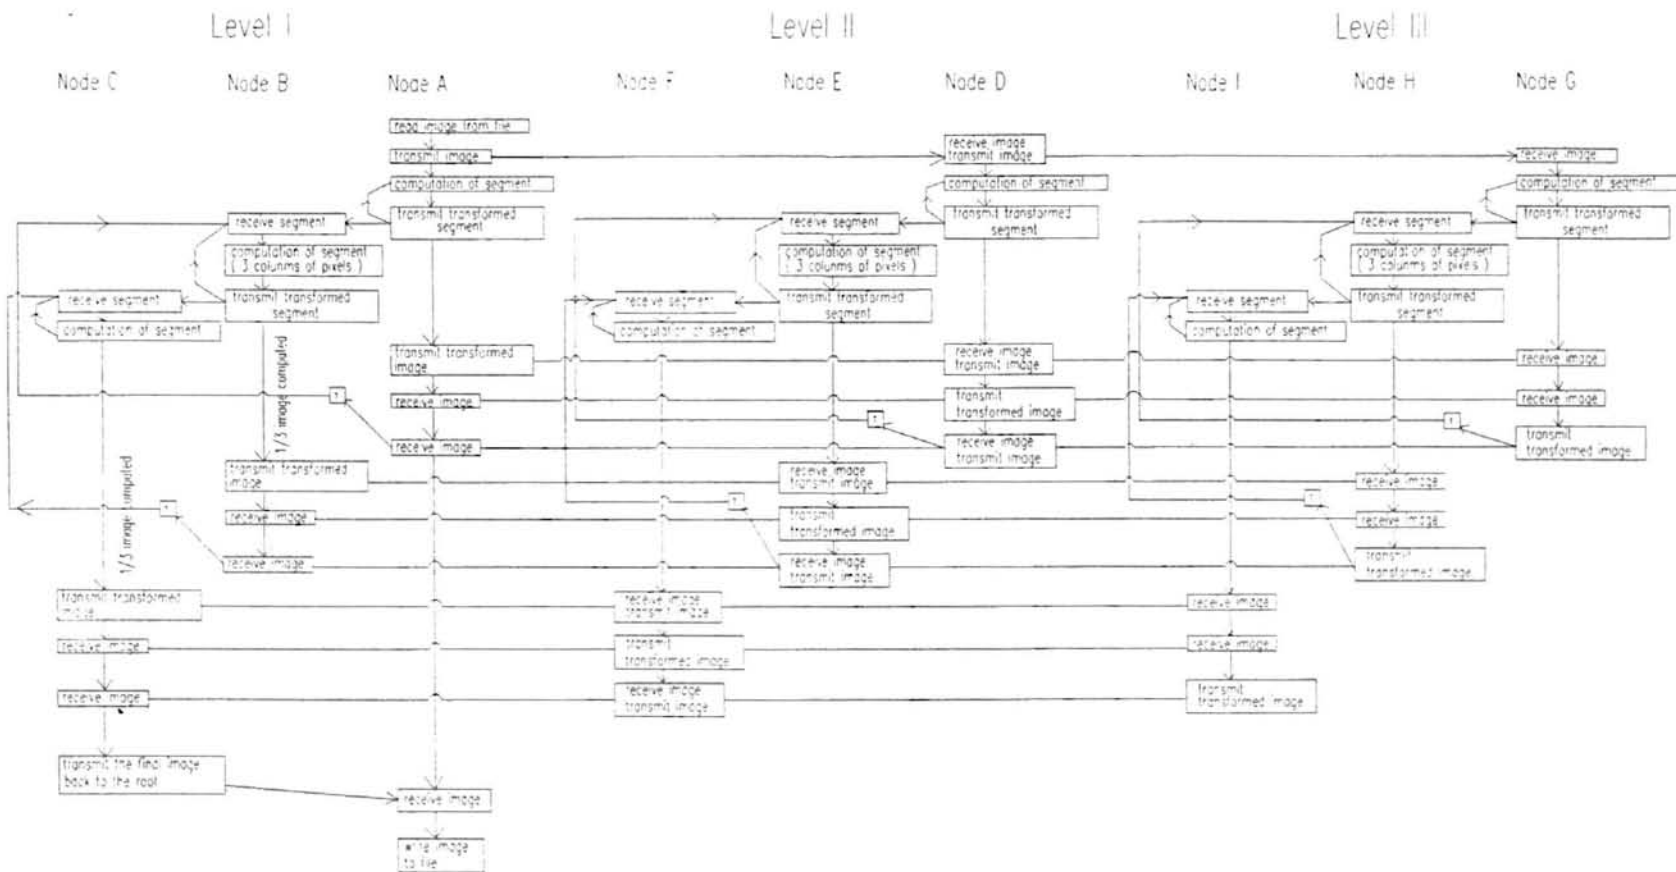 Level I
Level II
Level III
Node C
Node B
Node A
Node F
Node E
Node D
Node I
Node H
Node G
read image from file
transmit image
receive image
transmit image
receive image
computation of segment
computation of segment
computation of segment
receive segment
transmit transformed
segment
receive segment
transmit transformed
segment
receive segment
transmit transformed
segment
computation of segment
( 3 colunms of pixels )
computation of segment
( 3 colunms of pixels )
computation of segment
( 3 colunms of pixels )
receive segment
transmit transformed
segment
receive segment
transmit transformed
segment
receive segment
transmit transformed
segment
computation of segment
computation of segment
computation of segment
transmit transformed
image
receive image
transmit image
receive image
1/3 image computed
receive image
transmit
transformed image
receive image
receive image
receive image
transmit image
transmit
transformed image
transmit transformed
image
receive image
transmit image
receive image
1/3 image computed
receive image
transmit
transformed image
receive image
receive image
receive image
transmit image
transmit
transformed image
transmit transformed
image
receive image
transmit image
receive image
receive image
transmit
transformed image
receive image
receive image
receive image
transmit image
transmit
transformed image
transmit the final image
back to the root
receive image
write image
to file